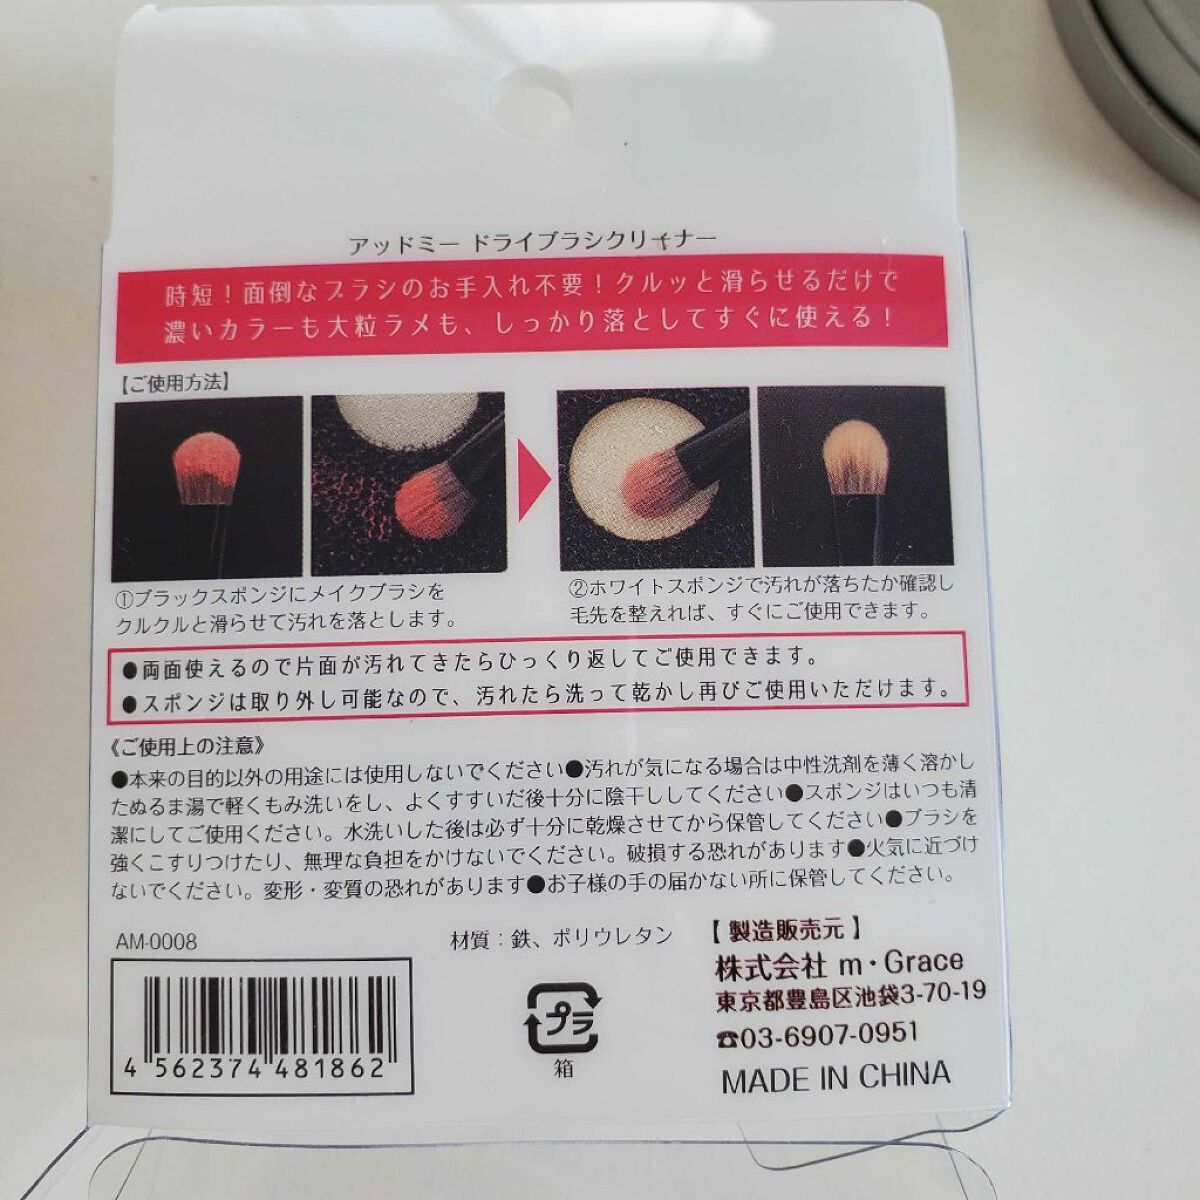 アッドミー ドライブラシクリーナー
時短！面倒なブラシのお手入れ不要！クルッと滑らせるだけで
濃いカラーも大粒ラメも、しっかり落としてすぐに使える！
【ご使用方法】
①ブラックスポンジにメイクブラシを
クルクルと滑らせて汚れを落とします。
②ホワイトスポンジで汚れが落ちたか確認し
毛先を整えれば、すぐにご使用できます。
●両面使えるので片面が汚れてきたらひっくり返してご使用できます。
●スポンジは取り外し可能なので、汚れたら洗って乾かし再びご使用いただけます。
《ご使用上の注意》
●本来の目的以外の用途には使用しないでください●汚れが気になる場合は中性洗剤を薄く溶かし
たぬるま湯で軽くもみ洗いをし、よくすすいだ後十分に陰干ししてください●スポンジはいつも清
潔にしてご使用ください。水洗いした後は必ず十分に乾燥させてから保管してください●ブラシを
強くこすりつけたり、無理な負担をかけないでください。破損する恐れがあります●火気に近づけ
ないでください。変形・変質の恐れがあります●お子様の手の届かない所に保管してください。
AM-0008
材質：鉄、ポリウレタン
【製造販売元】
株式会社 m・Grace
東京都豊島区池袋3-70-19
☎03-6907-0951
MADE IN CHINA
プラ
箱
4 562374 481862